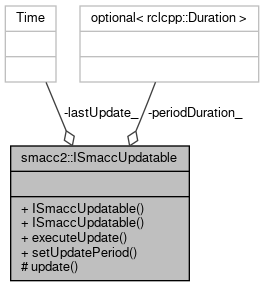 Time
optional< rclcpp::Duration >
-lastUpdate_
-periodDuration_
smacc2::ISmaccUpdatable
+ ISmaccUpdatable()
+ ISmaccUpdatable()
+ executeUpdate()
+ setUpdatePeriod()
# update()